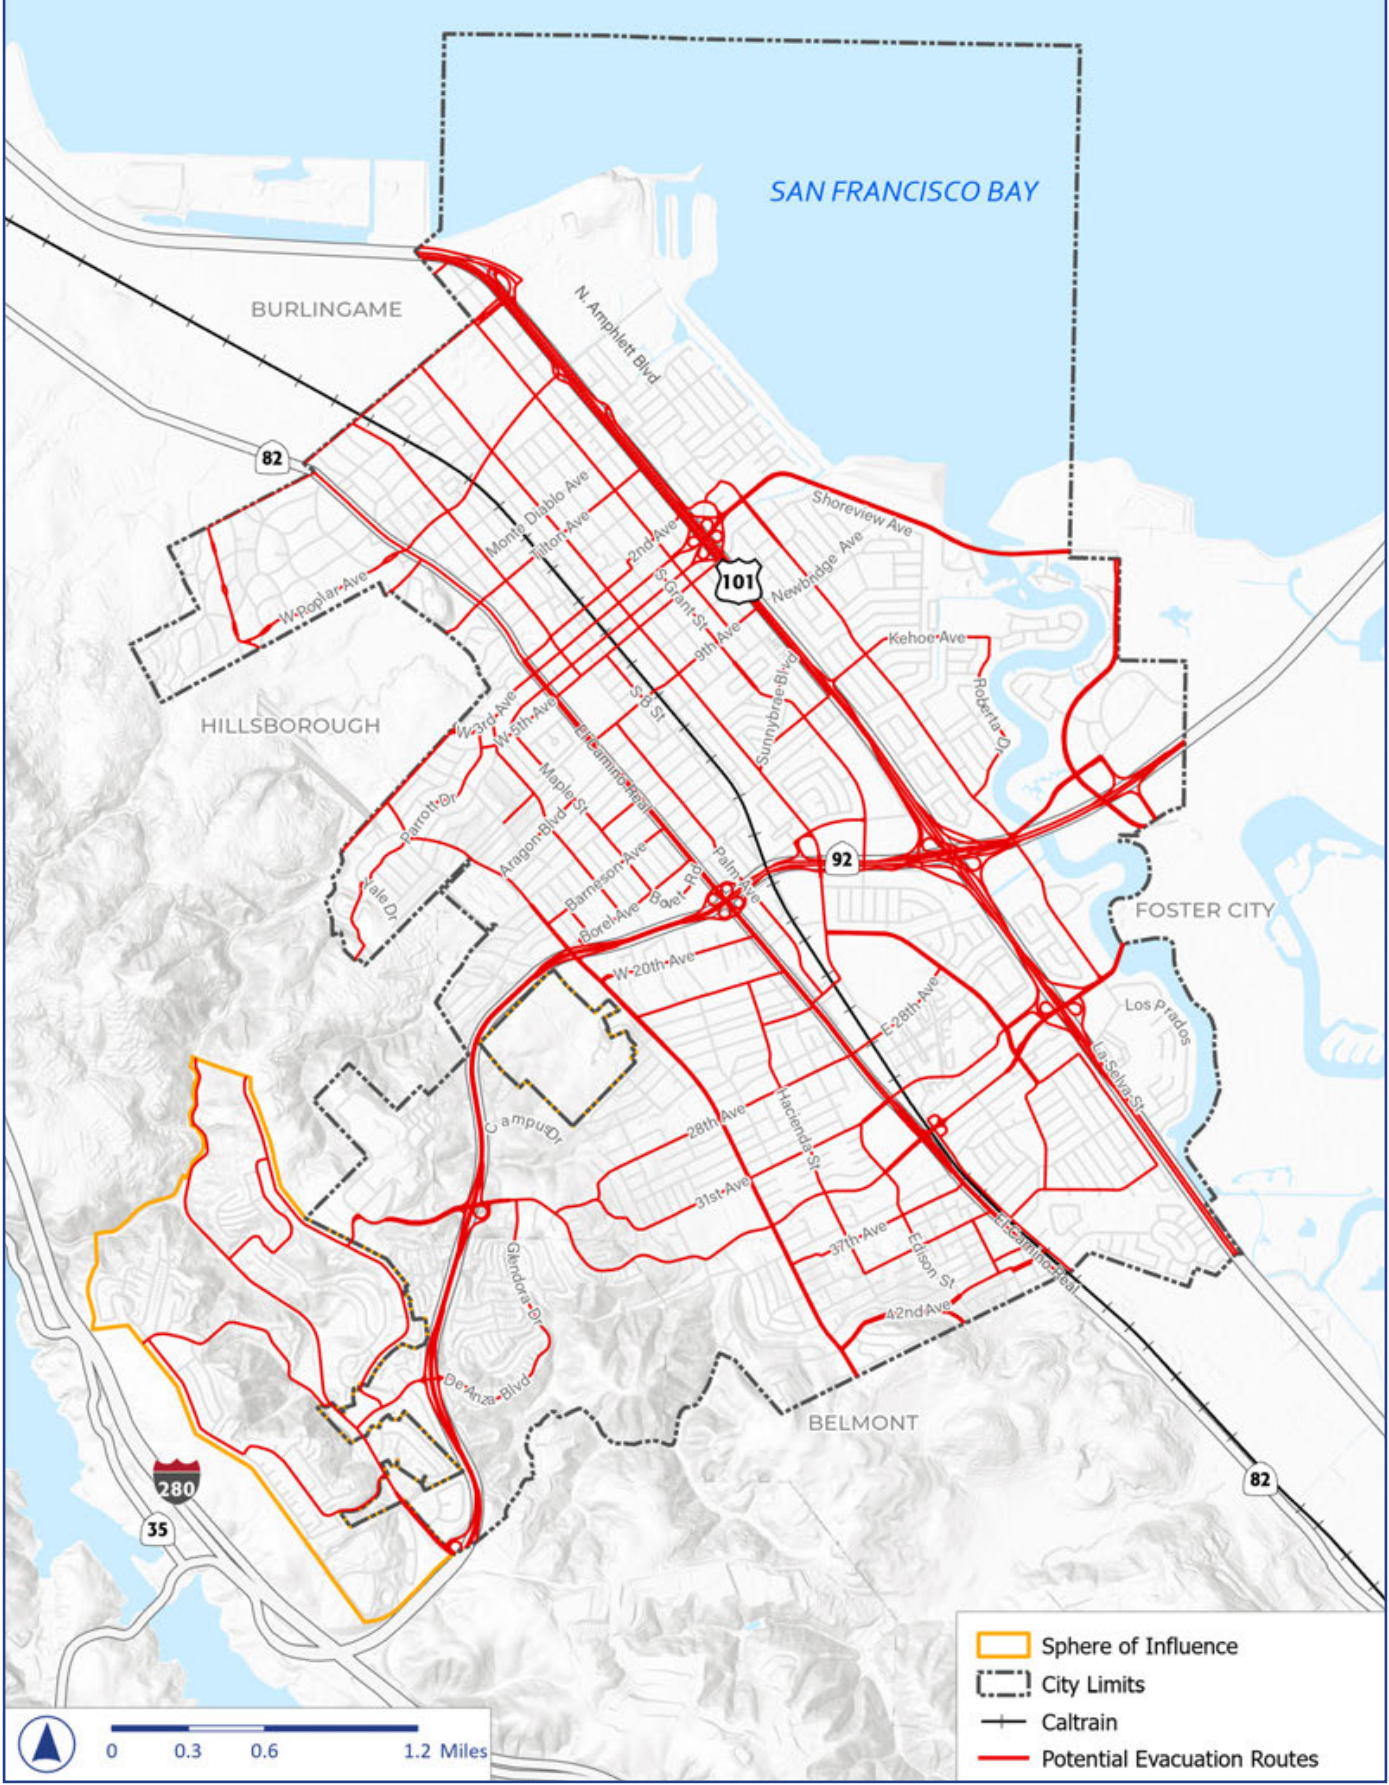 SAN FRANCISCO BAY
BURLINGAME
N. Amphlett Blvd
82
Monte Diablo Ave
Tilton Ave
2nd Ave
Shoreview Ave
101
Newbridge Ave
S Grant St
W Poplar Ave
9th Ave
Kehoe Ave
Sunnybrae Blvd
Roberta Dr
S B St
W 3rd Ave
W 5th Ave
HILLSBOROUGH
El Camino Real
Maple St
Parrott Dr
Aragon Blvd
92
Palm Ave
Barneson Ave
Bovet Rd
Yale Dr
Borel Ave
FOSTER CITY
W 20th Ave
E 28th Ave
Los Prados
La Selva St
Campus Dr
28th Ave
Hacienda St
31st Ave
37th Ave
El Camino Real
Edison St
Glendora Dr
42nd Ave
De Anza Blvd
BELMONT
280
35
82
Sphere of Influence
City Limits
Caltrain
Potential Evacuation Routes
0 0.3 0.6 1.2 Miles